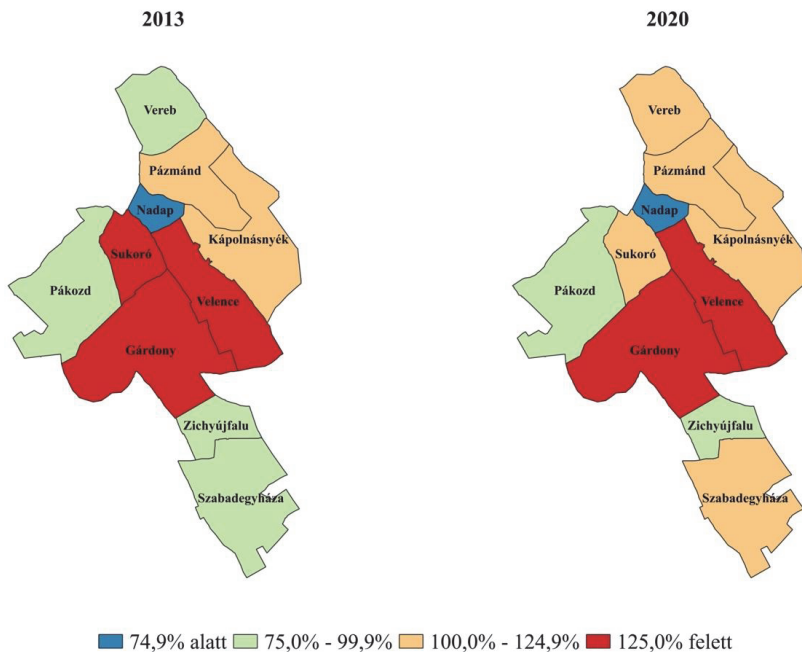 2013
2020
Vereb
Vereb
Pázmánd
Pázmánd
Nadap
Nadap
Kápolnásnyék
Kápolnásnyék
Sukoró
Sukoró
Pákozd
Pákozd
Velence
Velence
Gárdony
Gárdony
Zichyújfalu
Zichyújfalu
Szabadegyháza
Szabadegyháza
74,9% alatt 75,0% - 99,9% 100,0% - 124,9% 125,0% felett